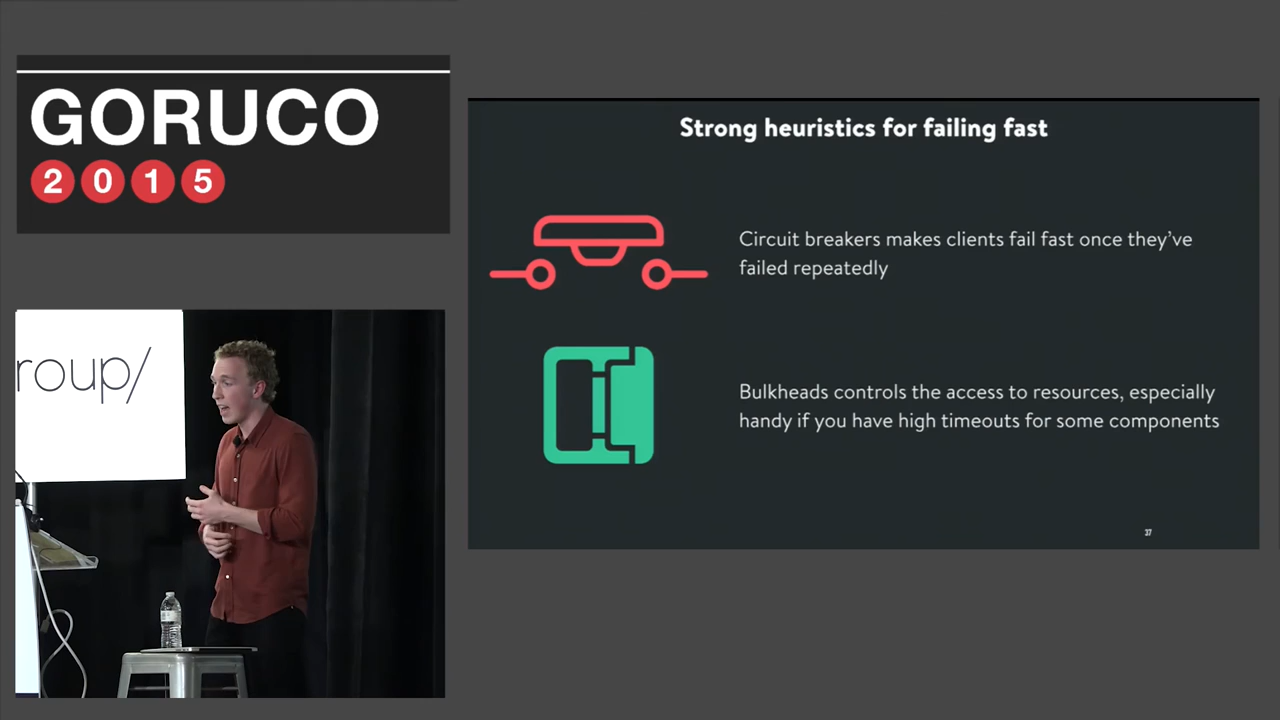 GORUCO
2015
roup/
Strong heuristics for failing fast
Circuit breakers makes clients fail fast once they've
failed repeatedly
Bulkheads controls the access to resources, especially
handy if you have high timeouts for some components
37